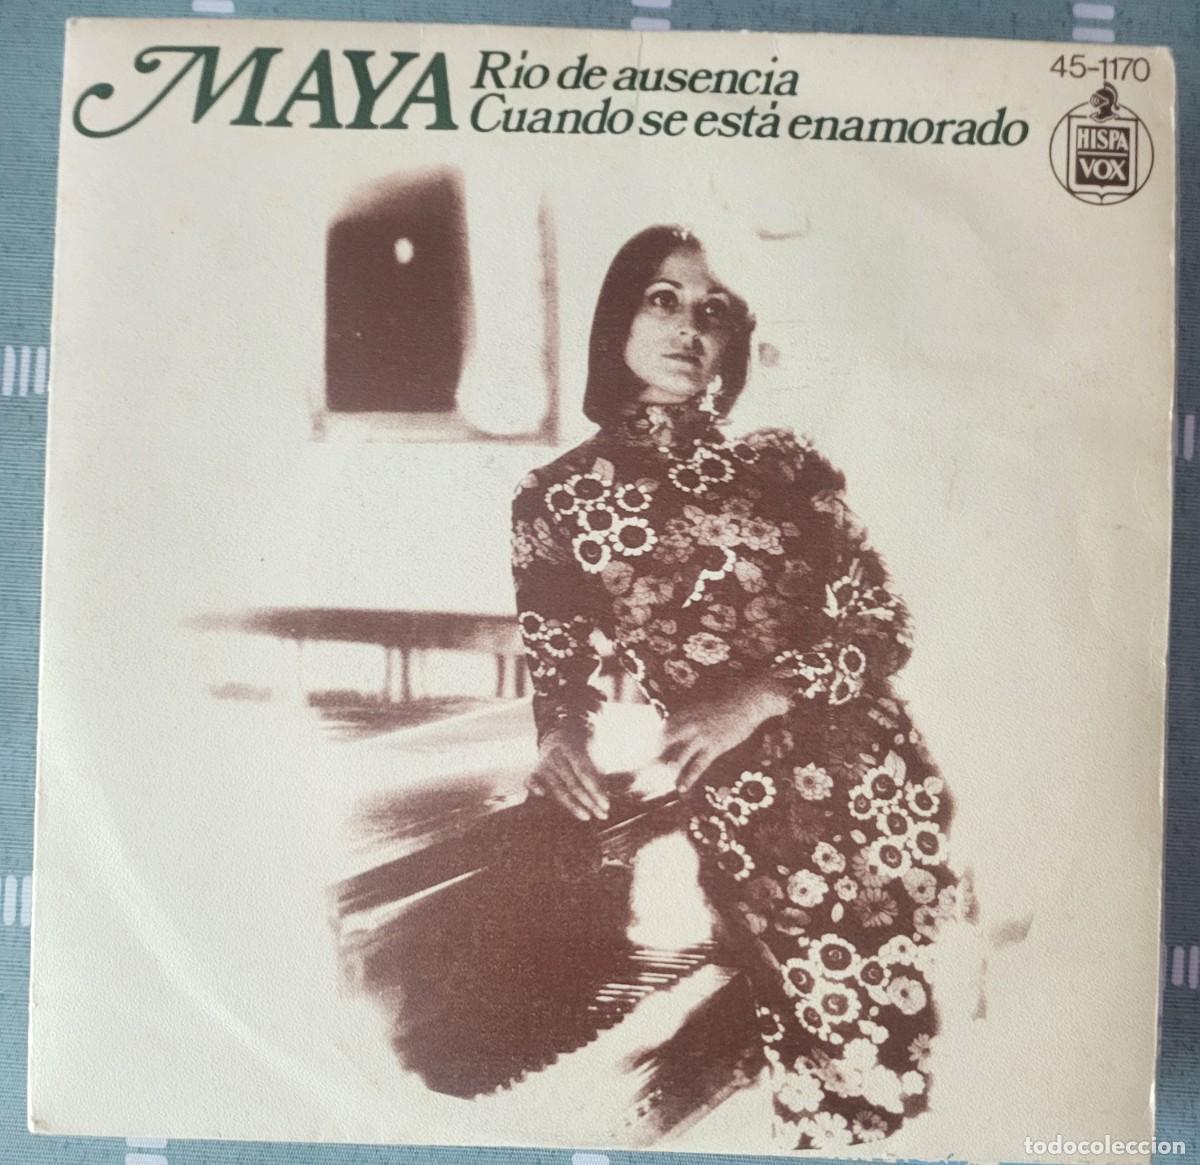 MAYA
Rio de ausencia
Cuando se está enamorado
45-1170
HISPA
VOX
todocoleccion